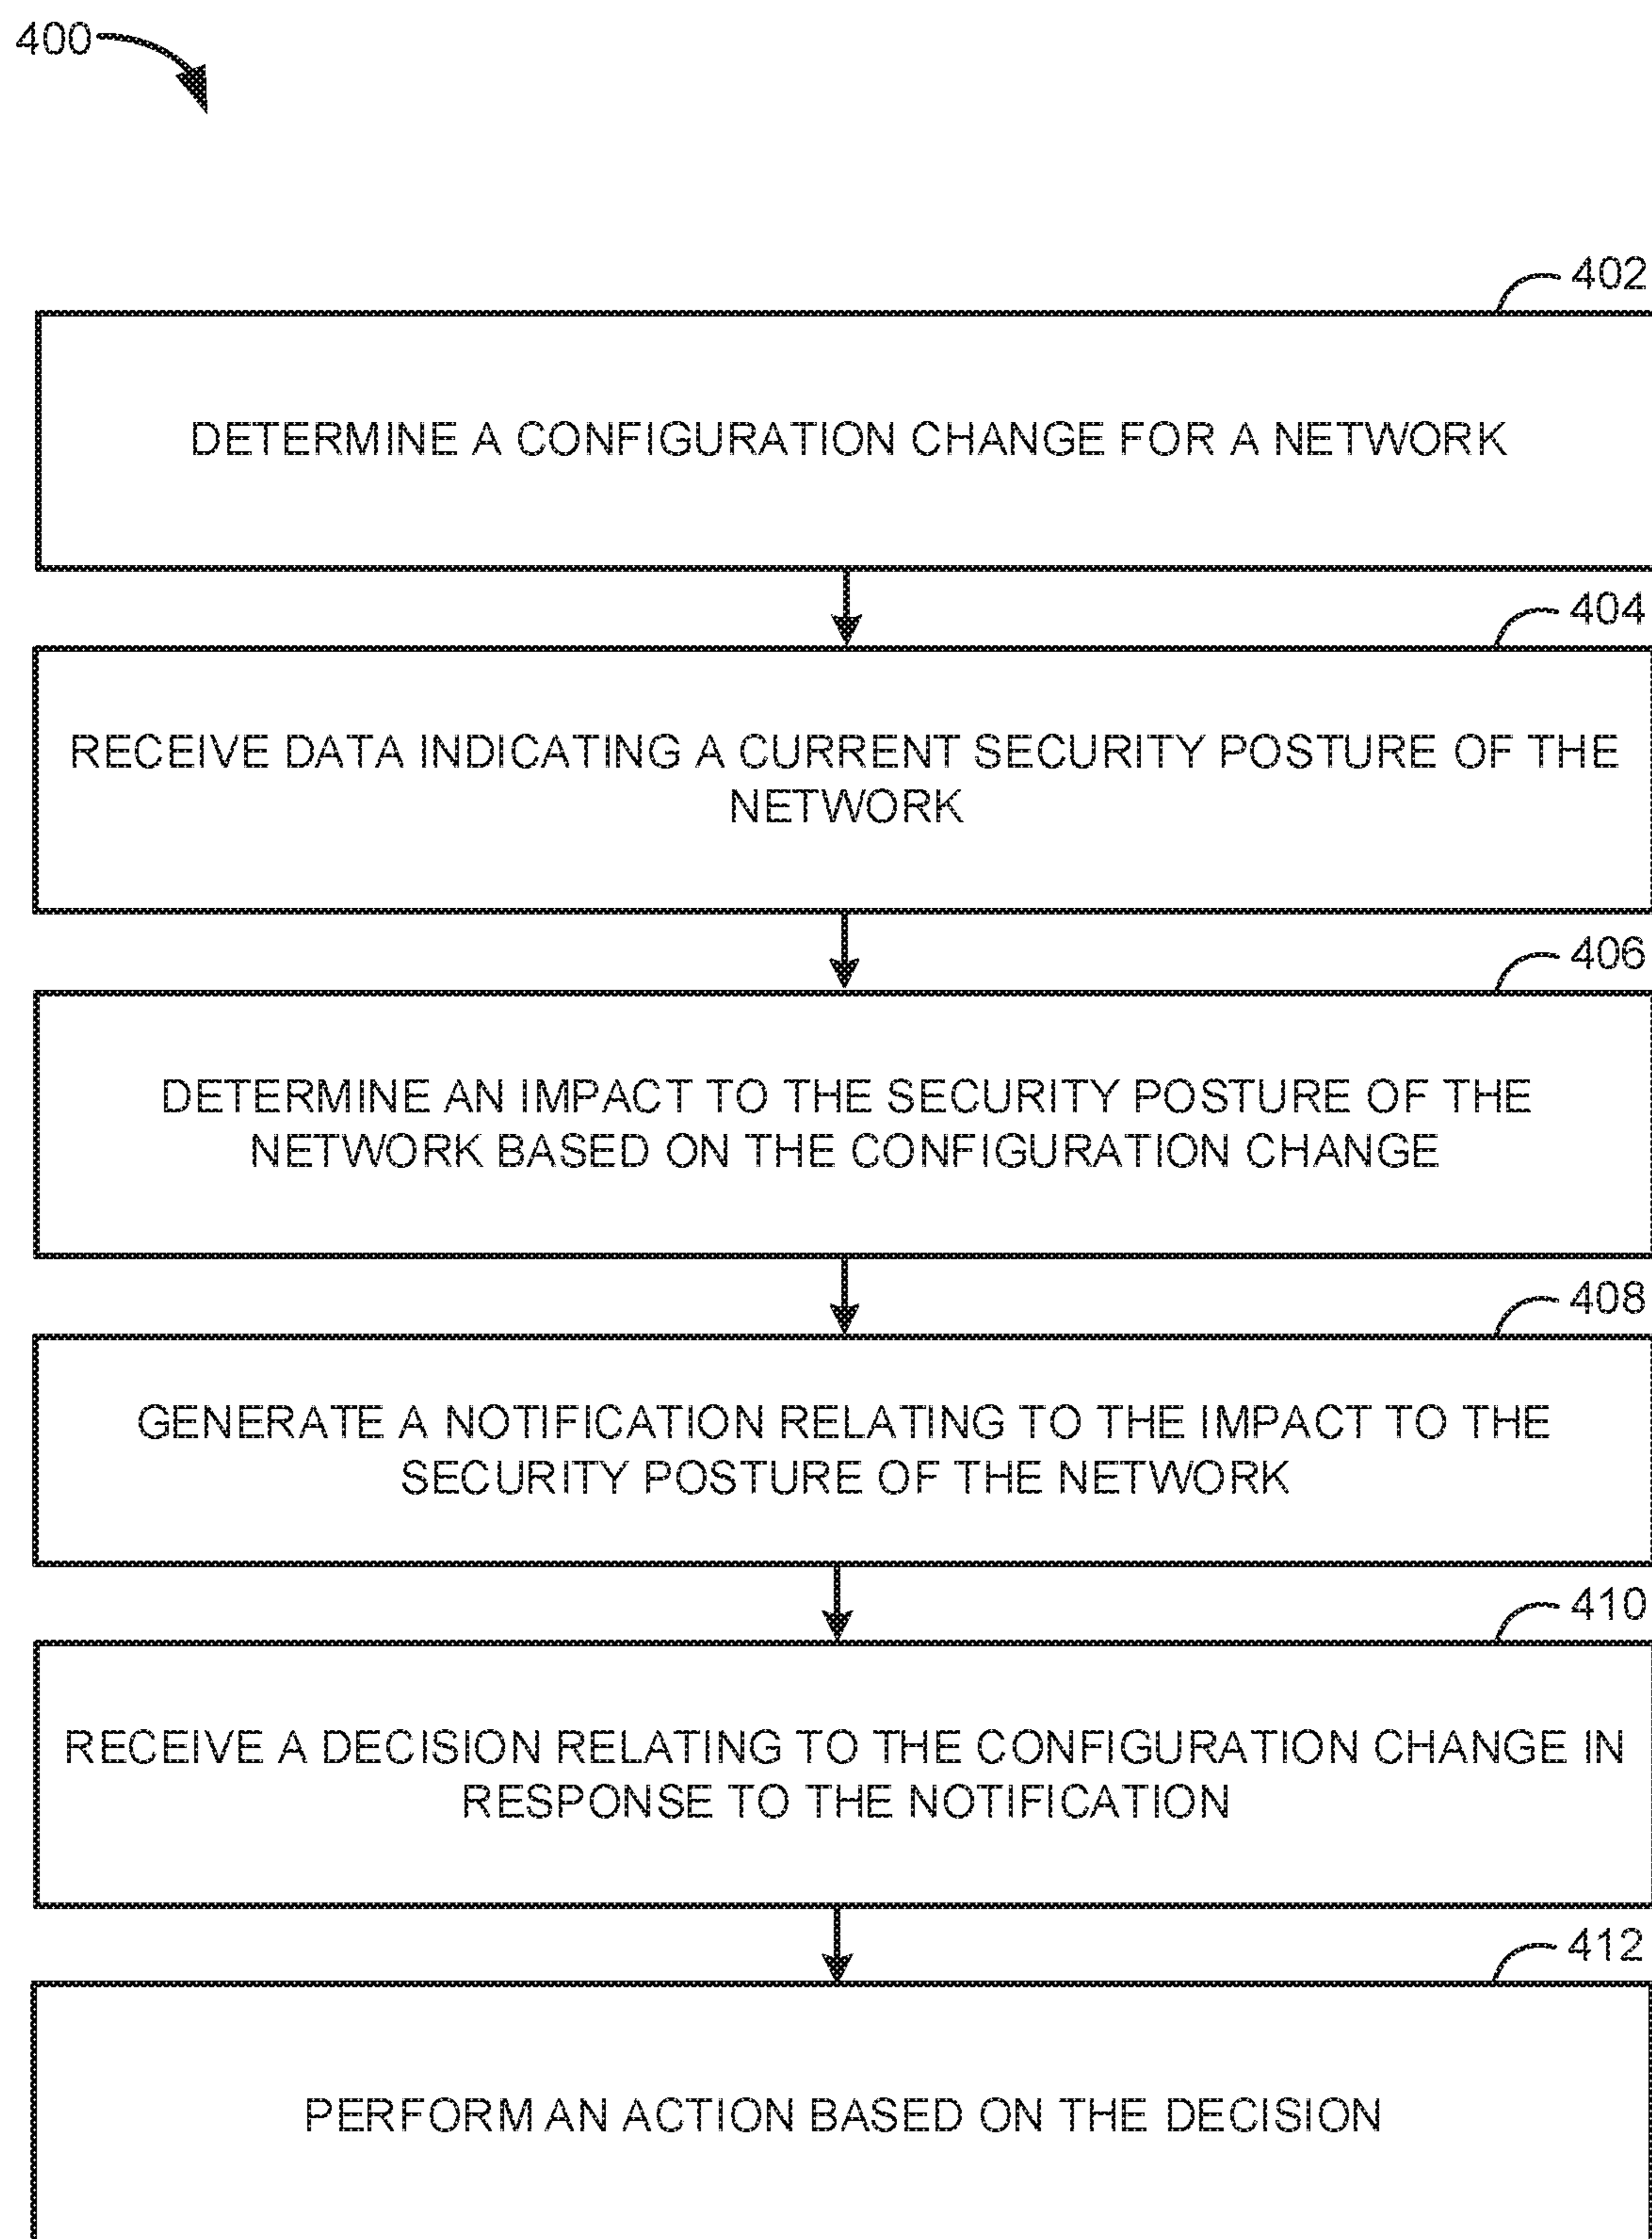 400
402
DETERMINE A CONFIGURATION CHANGE FOR A NETWORK
404
RECEIVE DATA INDICATING A CURRENT SECURITY POSTURE OF THE
NETWORK
406
DETERMINE AN IMPACT TO THE SECURITY POSTURE OF THE
NETWORK BASED ON THE CONFIGURATION CHANGE
408
GENERATE A NOTIFICATION RELATING TO THE IMPACT TO THE
SECURITY POSTURE OF THE NETWORK
410
RECEIVE A DECISION RELATING TO THE CONFIGURATION CHANGE IN
RESPONSE TO THE NOTIFICATION
412
PERFORM AN ACTION BASED ON THE DECISION